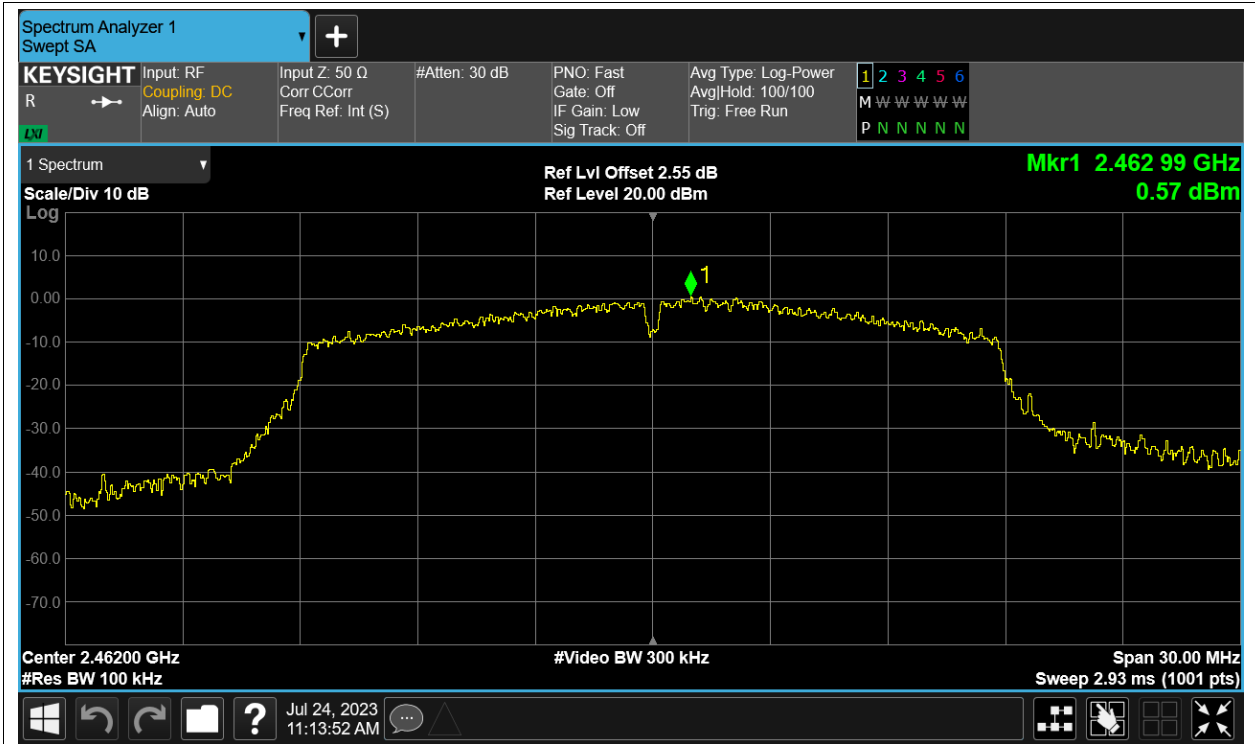 Spectrum Analyzer 1
Swept SA
+
KEYSIGHT
R
LXI
Input: RF
Coupling: DC
Align: Auto
Input Z: 50 Ω
Corr CCorr
Freq Ref: Int (S)
#Atten: 30 dB
PNO: Fast
Gate: Off
IF Gain: Low
Sig Track: Off
Avg Type: Log-Power
Avg|Hold: 100/100
Trig: Free Run
1 2 3 4 5 6
M W W W W W
P N N N N N
1 Spectrum
Scale/Div 10 dB
Log
Ref Lvl Offset 2.55 dB
Ref Level 20.00 dBm
Mkr1 2.462 99 GHz
0.57 dBm
10.0
0.00
-10.0
-20.0
-30.0
-40.0
-50.0
-60.0
-70.0
1
Center 2.46200 GHz
#Res BW 100 kHz
#Video BW 300 kHz
Span 30.00 MHz
Sweep 2.93 ms (1001 pts)
?
Jul 24, 2023
11:13:52 AM